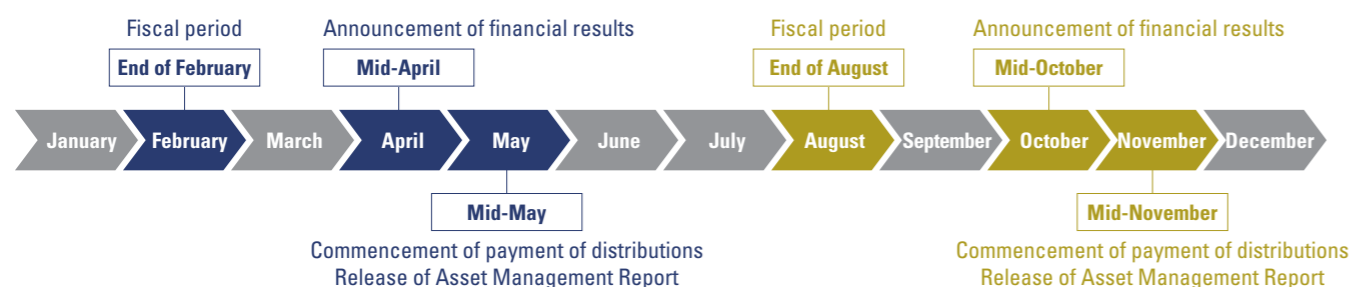 Fiscal period
Announcement of financial results
Fiscal period
Announcement of financial results
End of February
Mid-April
End of August
Mid-October
January
February
March
April
May
June
July
August
September
October
November
December
Mid-May
Mid-November
Commencement of payment of distributions
Release of Asset Management Report
Commencement of payment of distributions
Release of Asset Management Report